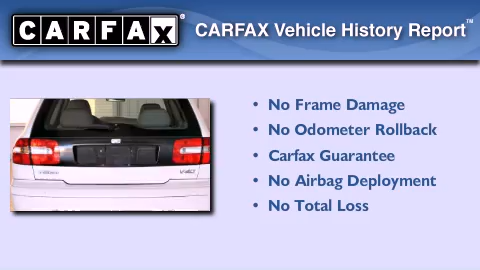 CARFAX® CARFAX Vehicle History Report™
• No Frame Damage
• No Odometer Rollback
• Carfax Guarantee
• No Airbag Deployment
• No Total Loss
V40